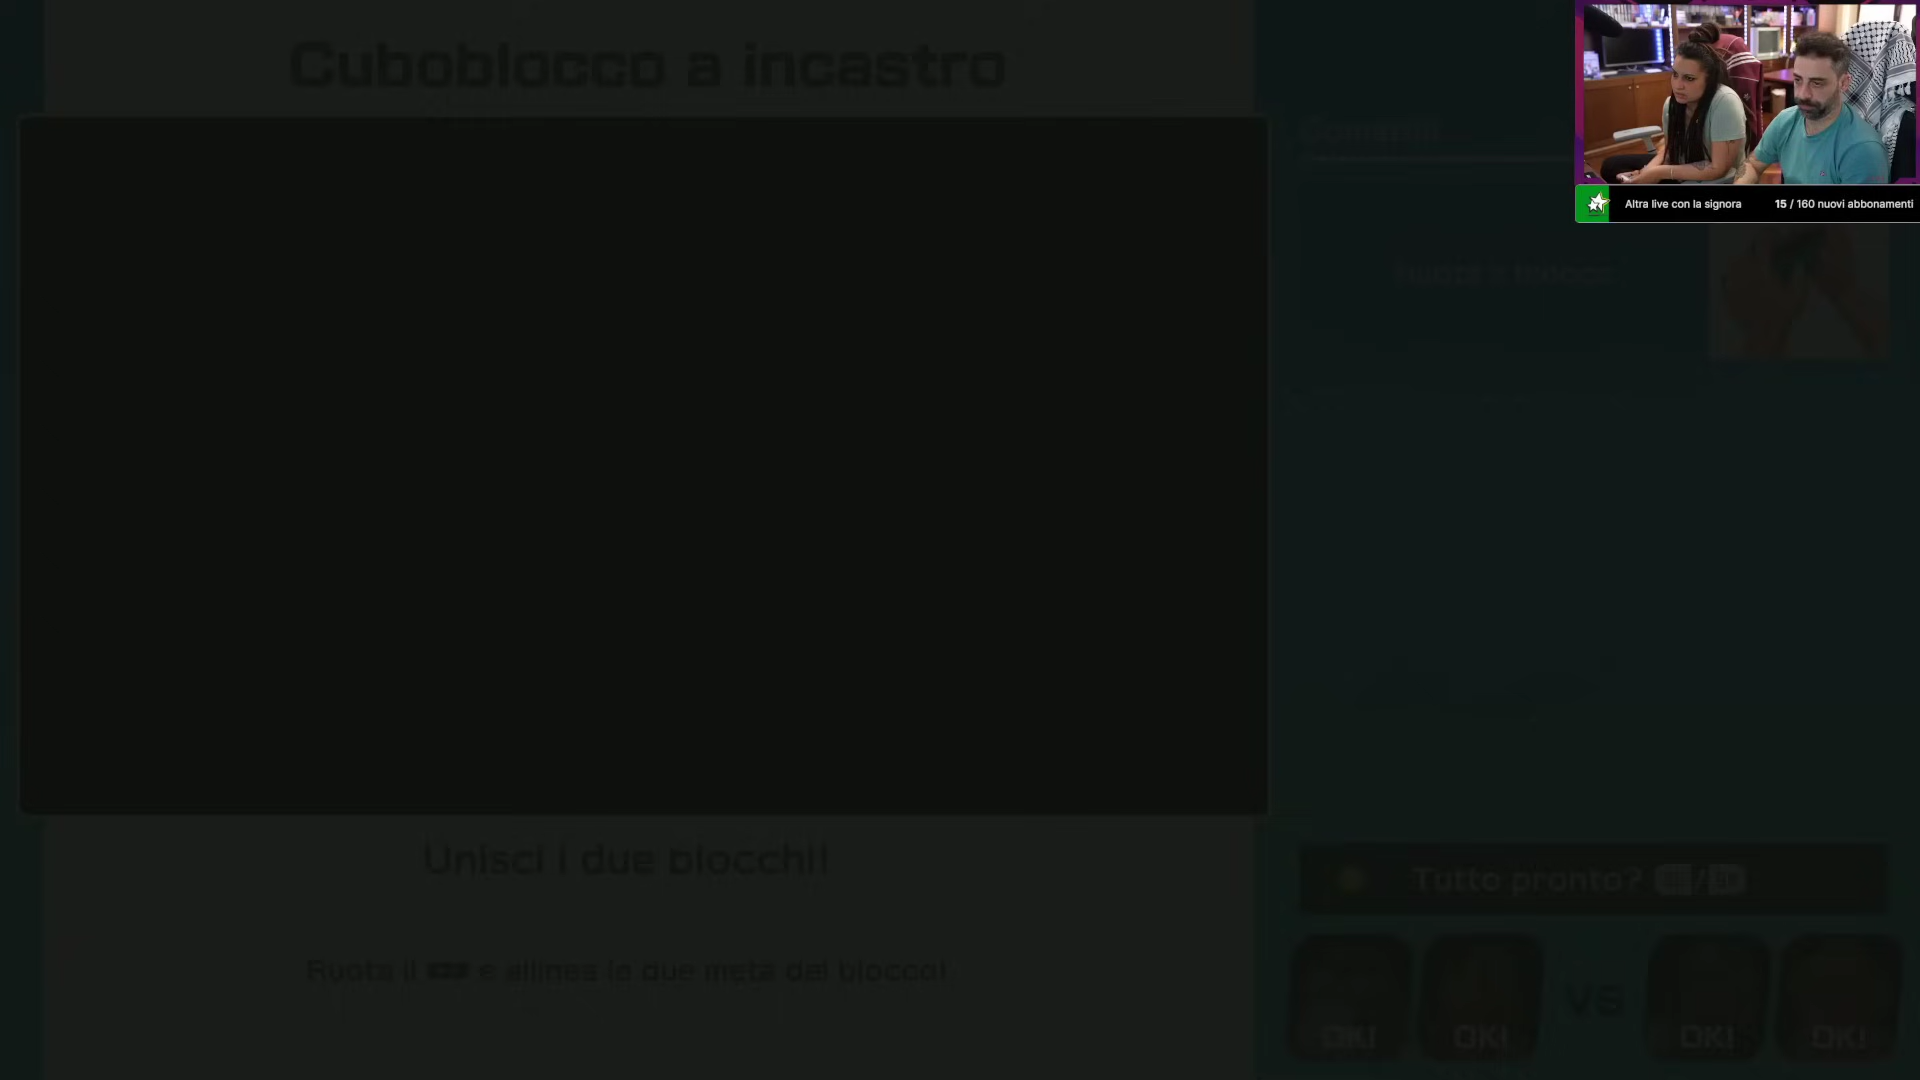 Cuboblocco a incastro
Comandi
Altra live con la signora 15 / 160 nuovi abbonamenti
Unisci i due blocchi!
Tutto pronto? /
Ruota il e allinea le due metà del blocco!
OK! OK! VS OK! OK!